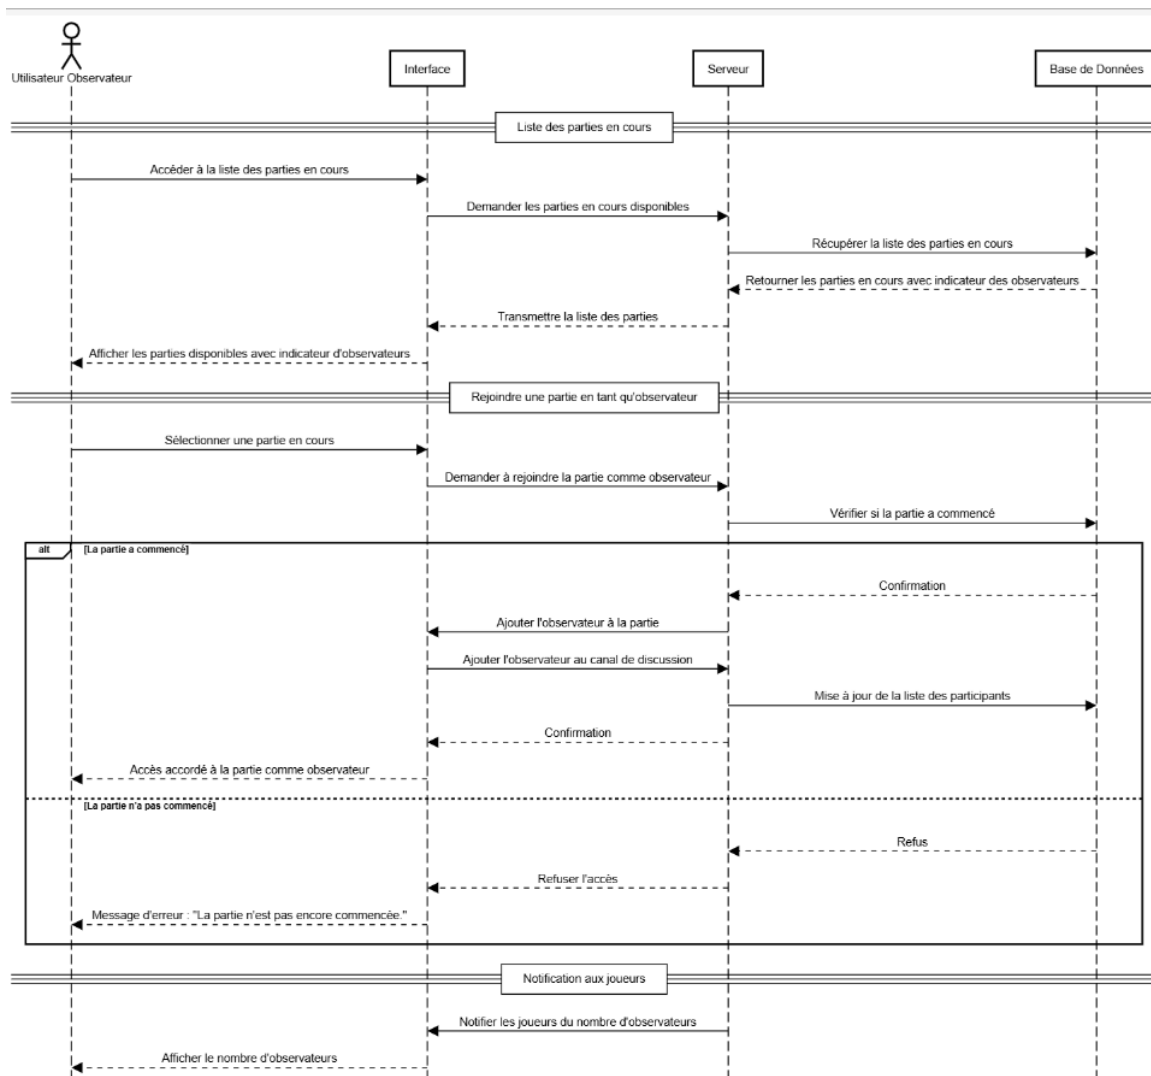 Utilisateur Observateur
Interface
Serveur
Base de Données
Liste des parties en cours
Accéder à la liste des parties en cours
Demander les parties en cours disponibles
Récupérer la liste des parties en cours
Retourner les parties en cours avec indicateur des observateurs
Transmettre la liste des parties
Afficher les parties disponibles avec indicateur d'observateurs
Rejoindre une partie en tant qu'observateur
Sélectionner une partie en cours
Demander à rejoindre la partie comme observateur
Vérifier si la partie a commencé
alt
[La partie a commencé]
Confirmation
Ajouter l'observateur à la partie
Ajouter l'observateur au canal de discussion
Mise à jour de la liste des participants
Confirmation
Accès accordé à la partie comme observateur
[La partie n'a pas commencé]
Refus
Refuser l'accès
Message d'erreur : "La partie n'est pas encore commencée."
Notification aux joueurs
Notifier les joueurs du nombre d'observateurs
Afficher le nombre d'observateurs